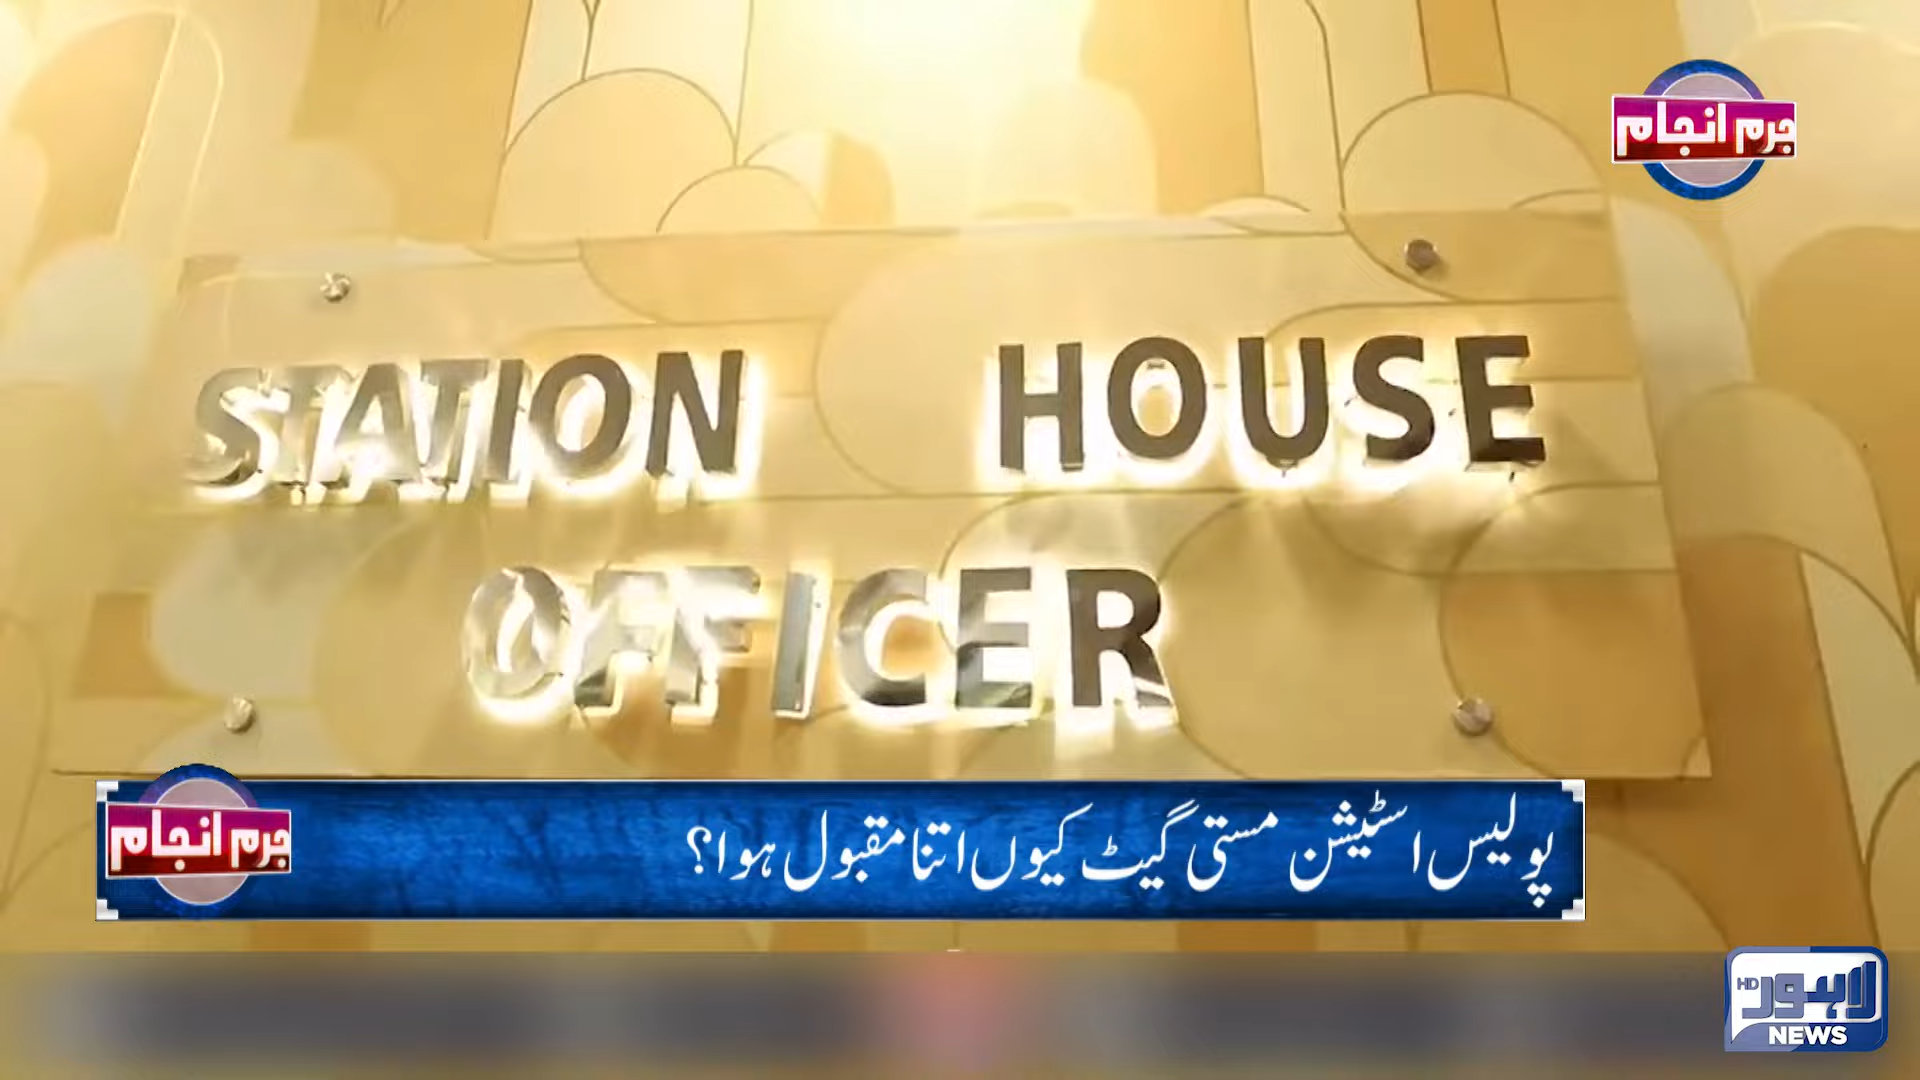 جرم انجام
STATION HOUSE
OFFICER
جرم انجام
پولیس اسٹیشن مستی گیٹ کیوں اتنا مقبول ہوا؟
لاہور HD
NEWS